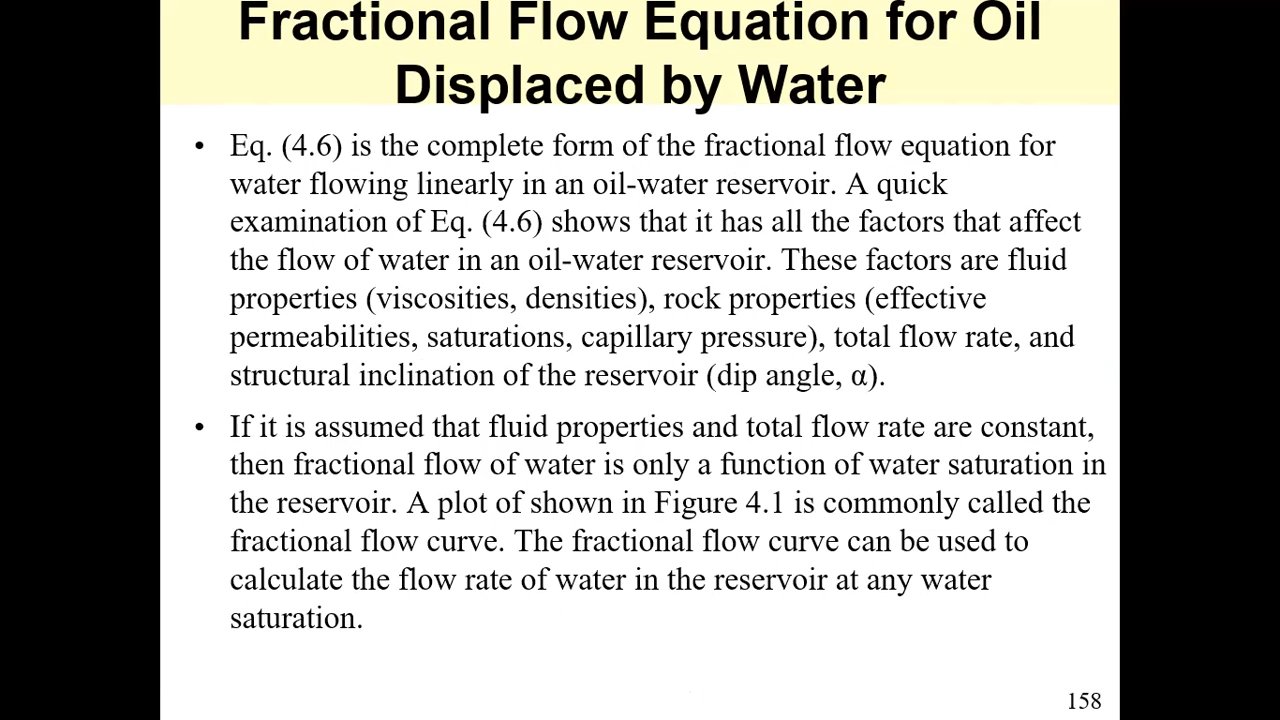 Fractional Flow Equation for Oil
Displaced by Water
• Eq. (4.6) is the complete form of the fractional flow equation for
water flowing linearly in an oil-water reservoir. A quick
examination of Eq. (4.6) shows that it has all the factors that affect
the flow of water in an oil-water reservoir. These factors are fluid
properties (viscosities, densities), rock properties (effective
permeabilities, saturations, capillary pressure), total flow rate, and
structural inclination of the reservoir (dip angle, α).
• If it is assumed that fluid properties and total flow rate are constant,
then fractional flow of water is only a function of water saturation in
the reservoir. A plot of shown in Figure 4.1 is commonly called the
fractional flow curve. The fractional flow curve can be used to
calculate the flow rate of water in the reservoir at any water
saturation.
158